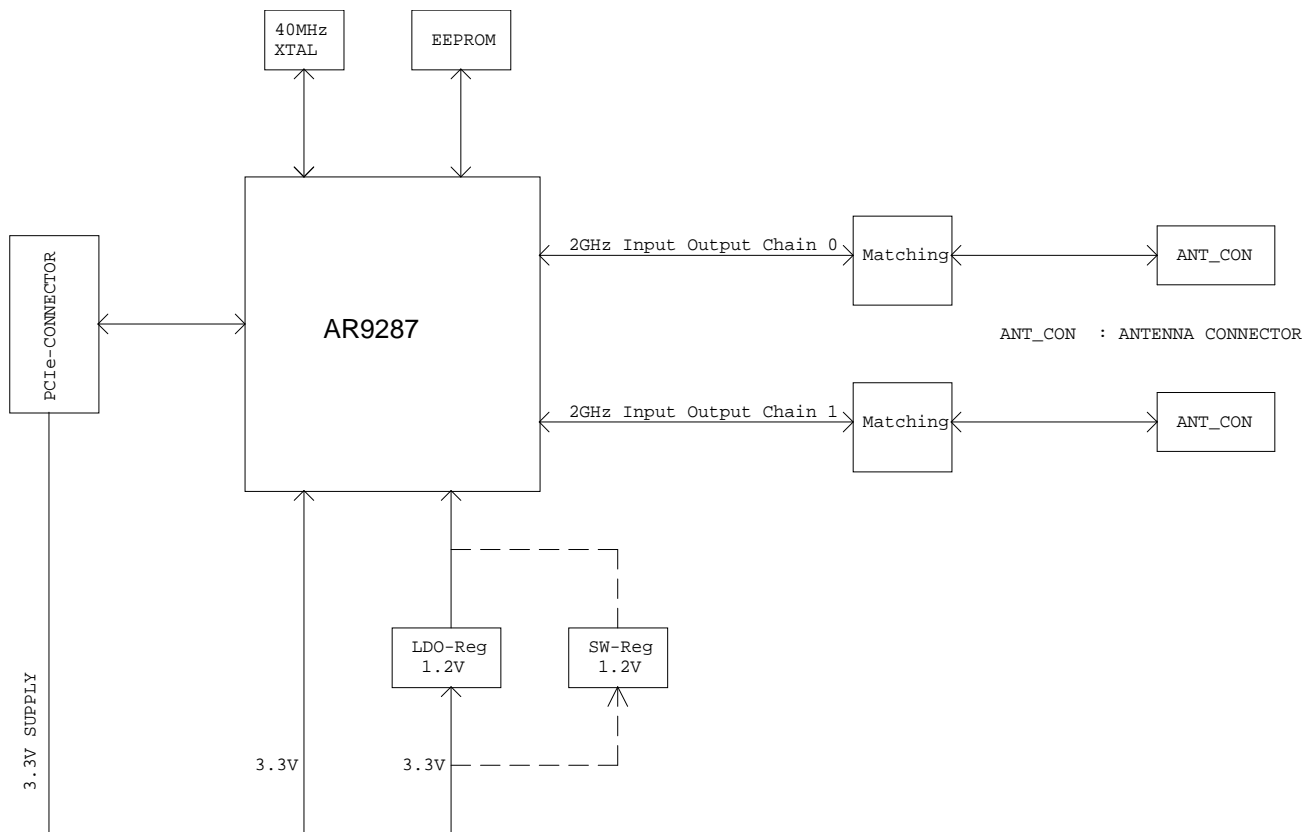 40MHz
XTAL
EEPROM
PCIe-CONNECTOR
AR9287
2GHz Input Output Chain 0
Matching
ANT_CON
ANT_CON : ANTENNA CONNECTOR
2GHz Input Output Chain 1
Matching
ANT_CON
LDO-Reg
1.2V
SW-Reg
1.2V
3.3V SUPPLY
3.3V
3.3V